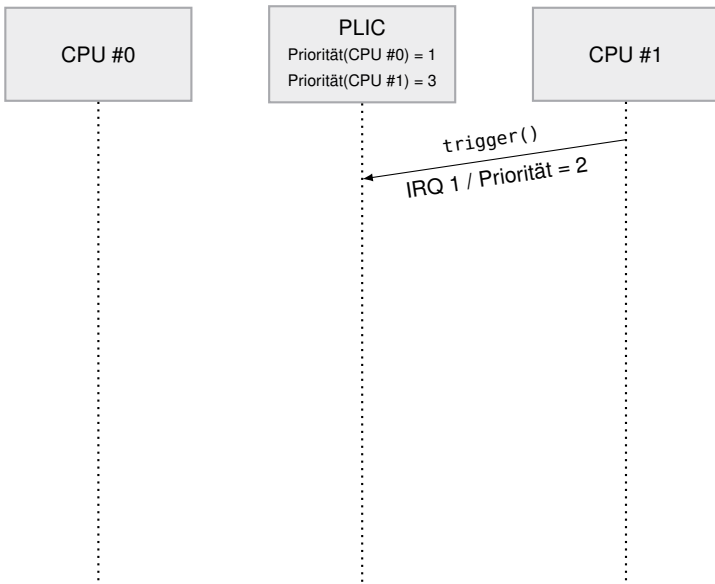 CPU #0
PLIC
Priorität(CPU #0) = 1
Priorität(CPU #1) = 3
CPU #1
trigger()
IRQ 1 / Priorität = 2